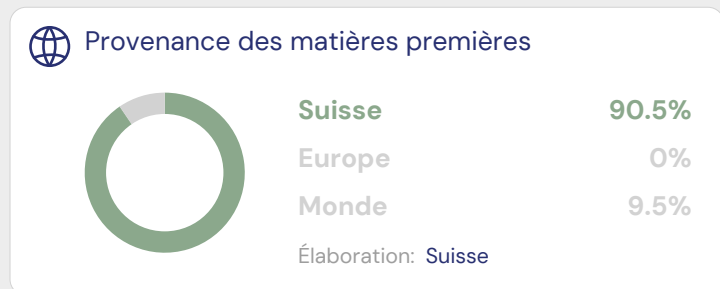 Provenance des matières premières
Suisse 90.5%
Europe 0%
Monde 9.5%
Élaboration: Suisse